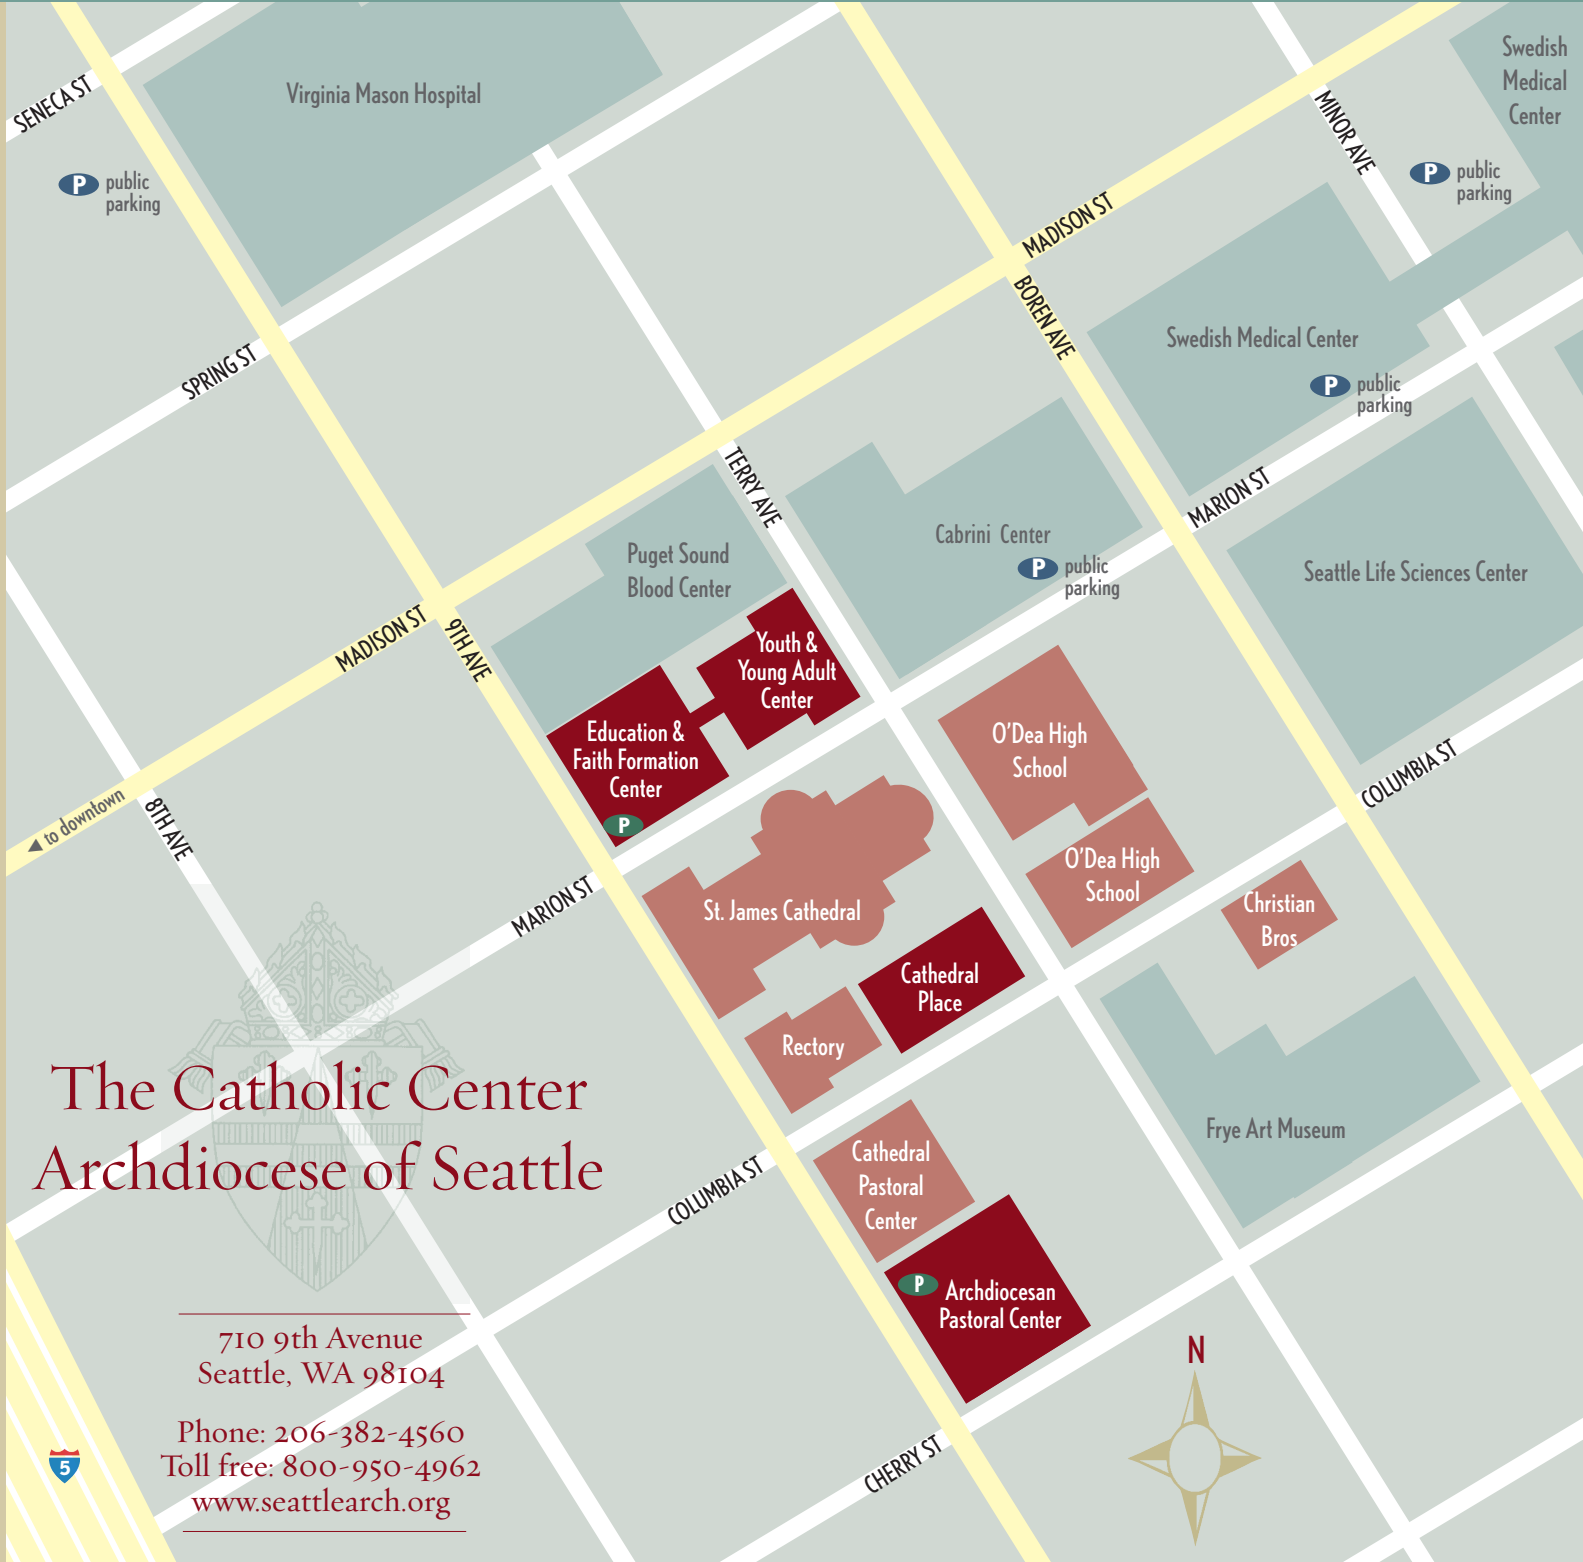 SENECA ST
Virginia Mason Hospital
Swedish
Medical
Center
MINOR AVE
P public
parking
P public
parking
MADISON ST
BOREN AVE
Swedish Medical Center
P public
parking
SPRING ST
TERRY AVE
MARION ST
Cabrini Center
P public
parking
Puget Sound
Blood Center
Seattle Life Sciences Center
MADISON ST
9TH AVE
Youth &
Young Adult
Center
Education &
Faith Formation
Center
P
O'Dea High
School
COLUMBIA ST
to downtown
8TH AVE
O'Dea High
School
MARION ST
St. James Cathedral
Christian
Bros
Cathedral
Place
Rectory
The Catholic Center
Archdiocese of Seattle
Frye Art Museum
COLUMBIA ST
Cathedral
Pastoral
Center
P
Archdiocesan
Pastoral Center
710 9th Avenue
Seattle, WA 98104
N
Phone: 206-382-4560
Toll free: 800-950-4962
www.seattlearch.org
5
CHERRY ST